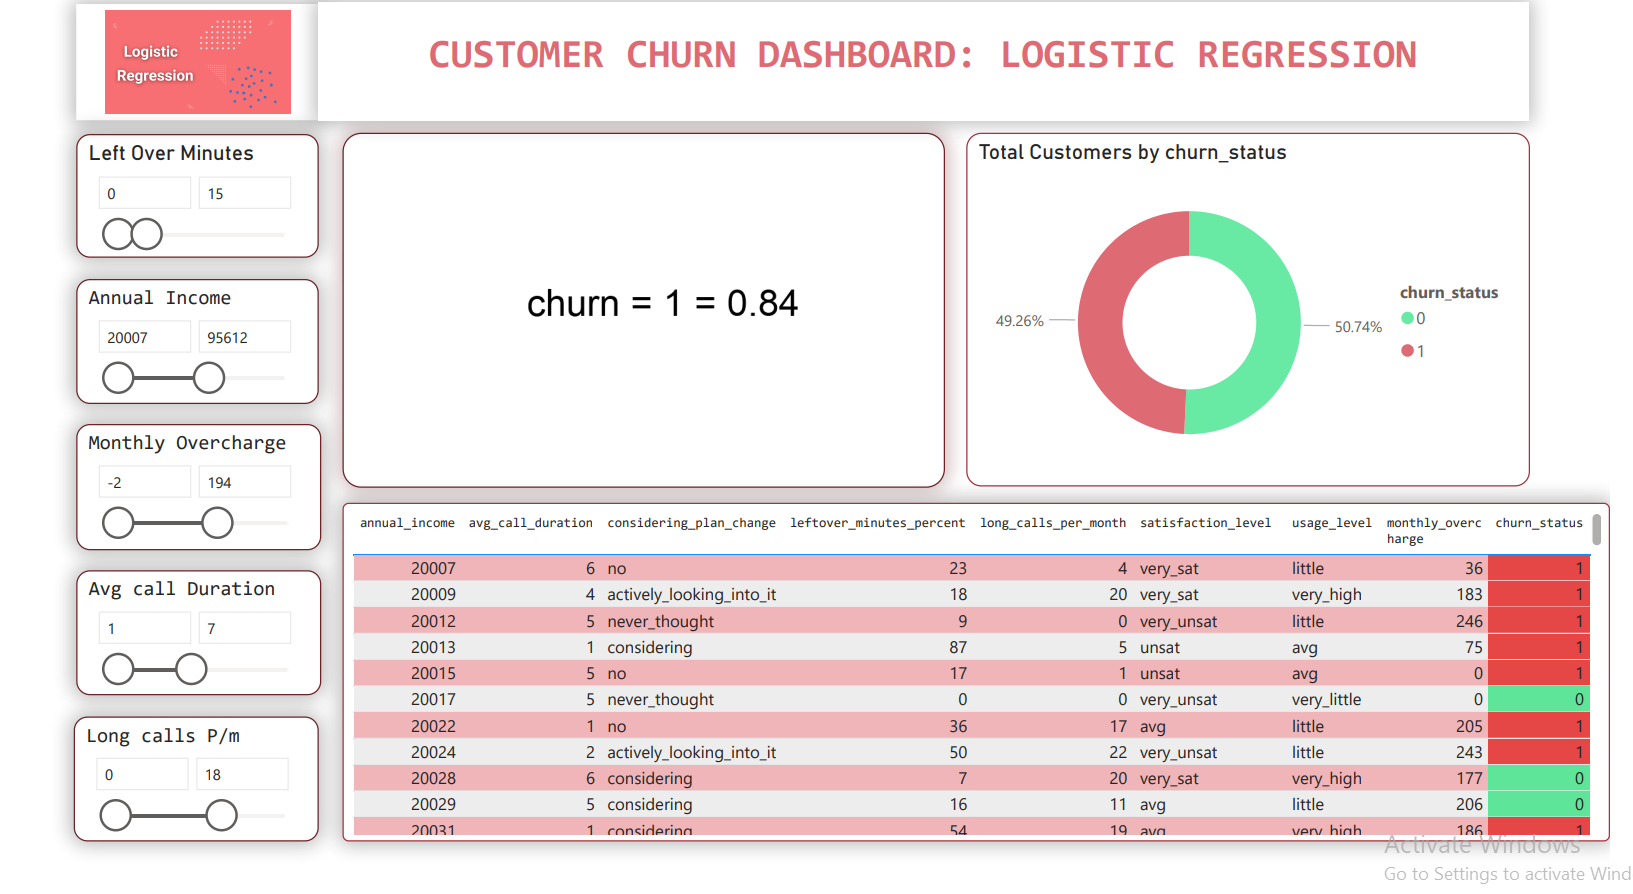 Logistic
Regression
CUSTOMER CHURN DASHBOARD: LOGISTIC REGRESSION
Left Over Minutes
0 15
Annual Income
20007 95612
Monthly Overcharge
-2 194
Avg call Duration
1 7
Long calls P/m
0 18
churn = 1 = 0.84
Total Customers by churn_status
49.26%
50.74%
churn_status
0
1
annual_income avg_call_duration considering_plan_change leftover_minutes_percent long_calls_per_month satisfaction_level usage_level monthly_overc churn_status
harge
20007 6 no 23 4 very_sat little 36 1
20009 4 actively_looking_into_it 18 20 very_sat very_high 183 1
20012 5 never_thought 9 0 very_unsat little 246 1
20013 1 considering 87 5 unsat avg 75 1
20015 5 no 17 1 unsat avg 0 1
20017 5 never_thought 0 0 very_unsat very_little 0 0
20022 1 no 36 17 avg little 205 1
20024 2 actively_looking_into_it 50 22 very_unsat little 243 1
20028 6 considering 7 20 very_sat very_high 177 0
20029 5 considering 16 11 avg little 206 0
20031 1 considering 54 19 avg very_high 186 1
Activate Windows
Go to Settings to activate Wind